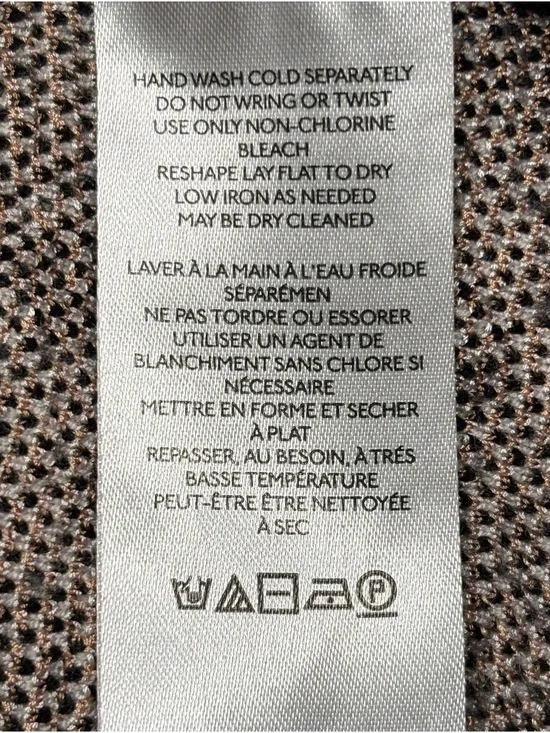 HAND WASH COLD SEPARATELY
DO NOT WRING OR TWIST
USE ONLY NON-CHLORINE
BLEACH
RESHAPE LAY FLAT TO DRY
LOW IRON AS NEEDED
MAY BE DRY CLEANED
LAVER À LA MAIN À L'EAU FROIDE
SÉPARÉMEN
NE PAS TORDRE OU ESSORER
UTILISER UN AGENT DE
BLANCHIMENT SANS CHLORE SI
NÉCESSAIRE
METTRE EN FORME ET SECHER
À PLAT
REPASSER, AU BESOIN, À TRÉS
BASSE TEMPÉRATURE
PEUT-ÊTRE ÊTRE NETTOYÉE
À SEC
P